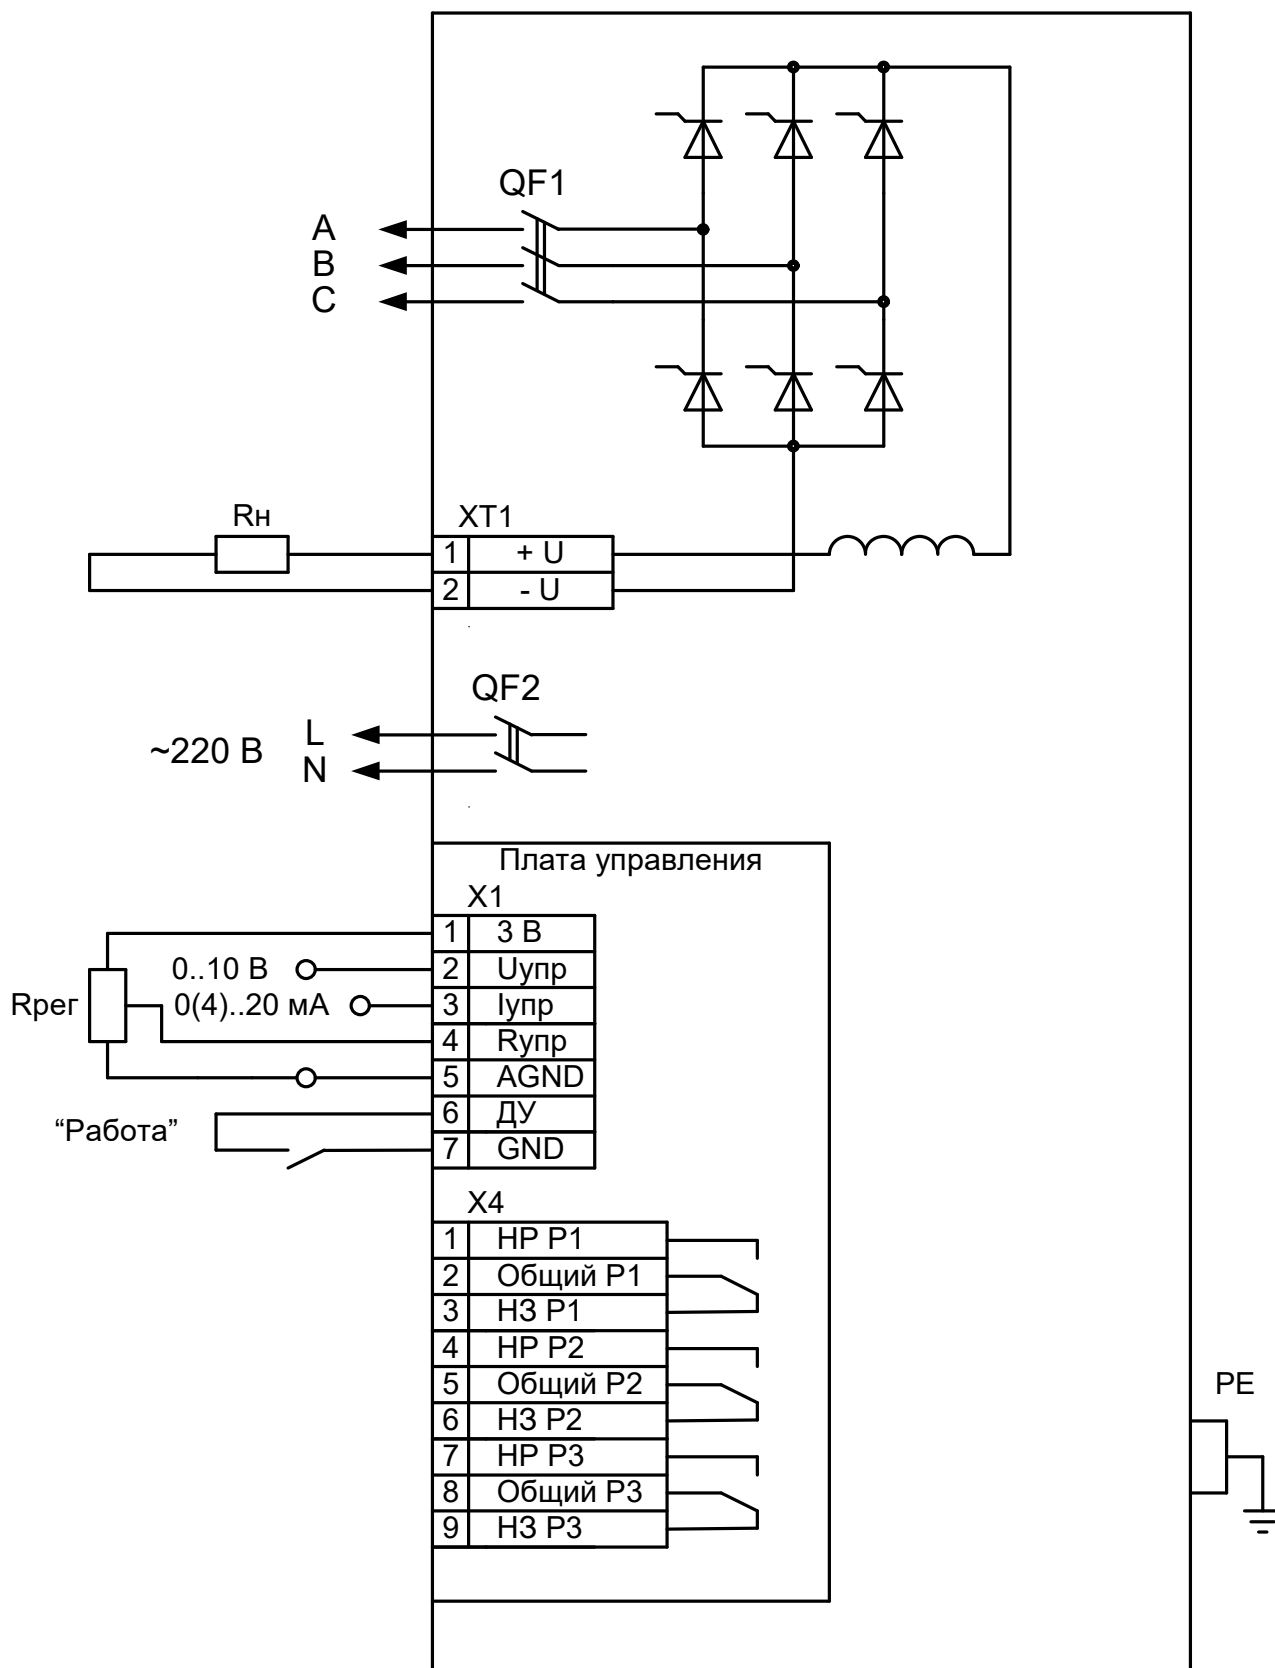 QF1
A
B
C
Rн
XT1
1 + U
2 - U
QF2
~220 В
L
N
Плата управления
X1
1 3 В
0..10 В 2 Uупр
Rрег 0(4)..20 мА 3 Iупр
4 Rупр
5 AGND
“Работа” 6 ДУ
7 GND
X4
1 НР Р1
2 Общий Р1
3 НЗ Р1
4 НР Р2
5 Общий Р2
6 НЗ Р2
7 НР Р3
8 Общий Р3
9 НЗ Р3
PE